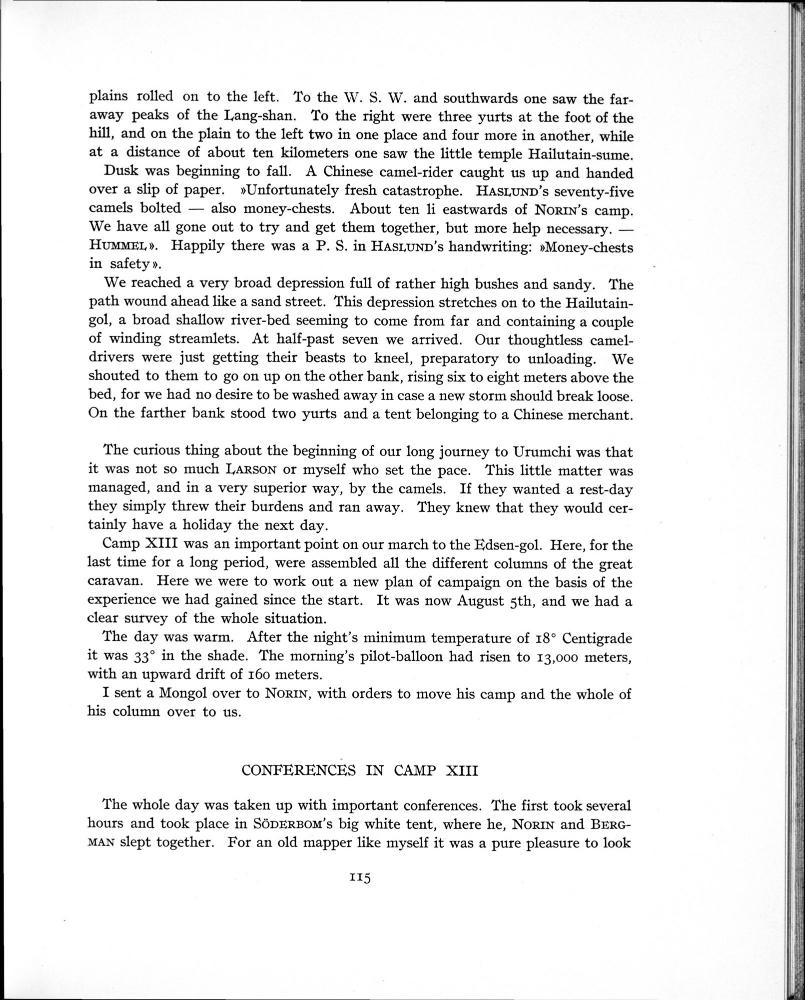 plains rolled on to the left. To the W. S. W. and southwards one saw the far-
away peaks of the Lang-shan. To the right were three yurts at the foot of the
hill, and on the plain to the left two in one place and four more in another, while
at a distance of about ten kilometers one saw the little temple Hailutain-sume.
Dusk was beginning to fall. A Chinese camel-rider caught us up and handed
over a slip of paper. »Unfortunately fresh catastrophe. HASLUND's seventy-five
camels bolted — also money-chests. About ten li eastwards of NORIN's camp.
We have all gone out to try and get them together, but more help necessary. —
HUMMEL». Happily there was a P. S. in HASLUND's handwriting: »Money-chests
in safety».
We reached a very broad depression full of rather high bushes and sandy. The
path wound ahead like a sand street. This depression stretches on to the Hailutain-
gol, a broad shallow river-bed seeming to come from far and containing a couple
of winding streamlets. At half-past seven we arrived. Our thoughtless camel-
drivers were just getting their beasts to kneel, preparatory to unloading. We
shouted to them to go on up on the other bank, rising six to eight meters above the
bed, for we had no desire to be washed away in case a new storm should break loose.
On the farther bank stood two yurts and a tent belonging to a Chinese merchant.
The curious thing about the beginning of our long journey to Urumchi was that
it was not so much LARSON or myself who set the pace. This little matter was
managed, and in a very superior way, by the camels. If they wanted a rest-day
they simply threw their burdens and ran away. They knew that they would cer-
tainly have a holiday the next day.
Camp XIII was an important point on our march to the Edsen-gol. Here, for the
last time for a long period, were assembled all the different columns of the great
caravan. Here we were to work out a new plan of campaign on the basis of the
experience we had gained since the start. It was now August 5th, and we had a
clear survey of the whole situation.
The day was warm. After the night's minimum temperature of 18° Centigrade
it was 33° in the shade. The morning's pilot-balloon had risen to 13,000 meters,
with an upward drift of 160 meters.
I sent a Mongol over to NORIN, with orders to move his camp and the whole of
his column over to us.
CONFERENCES IN CAMP XIII
The whole day was taken up with important conferences. The first took several
hours and took place in SÖDERBOM's big white tent, where he, NORIN and BERG-
MAN slept together. For an old mapper like myself it was a pure pleasure to look
115